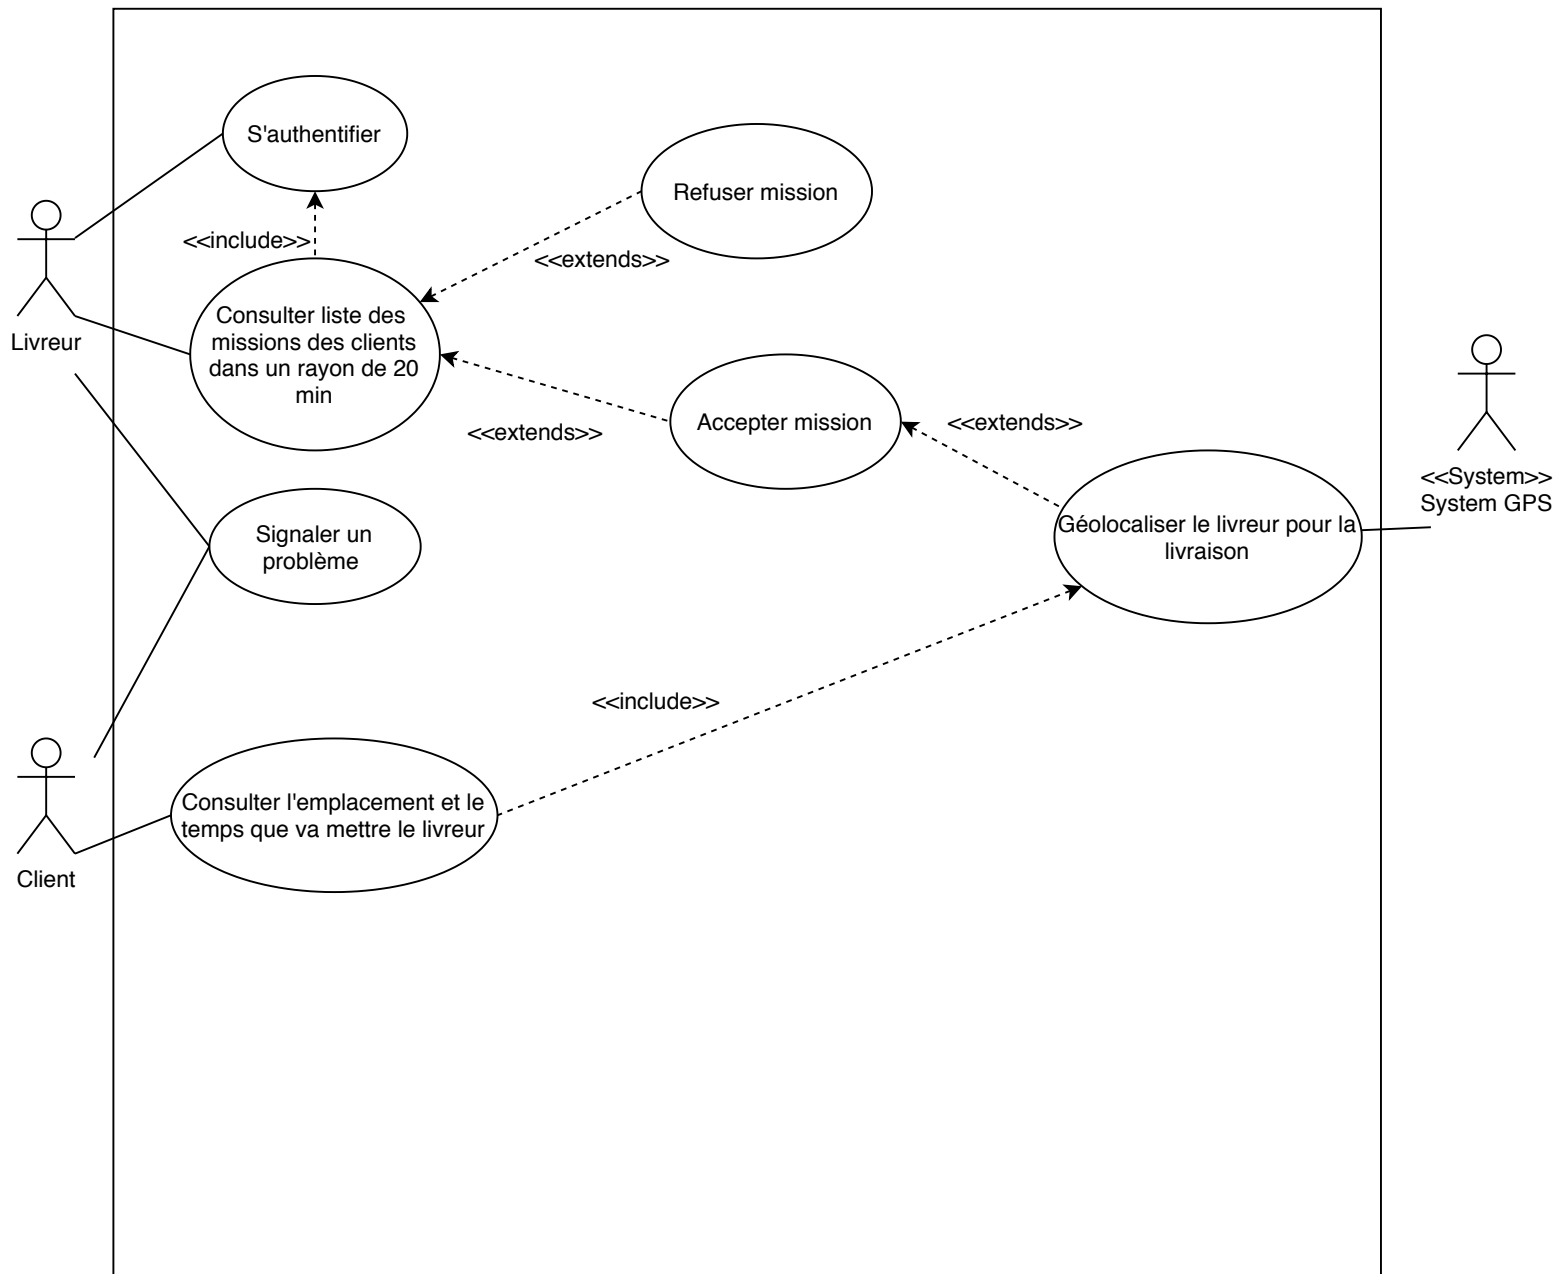 S'authentifier
Refuser mission
<<include>>
<<extends>>
Livreur
Consulter liste des
missions des clients
dans un rayon de 20
min
<<extends>>
Accepter mission
<<extends>>
<<System>>
System GPS
Géolocaliser le livreur pour la
livraison
Signaler un
problème
<<include>>
Consulter l'emplacement et le
temps que va mettre le livreur
Client